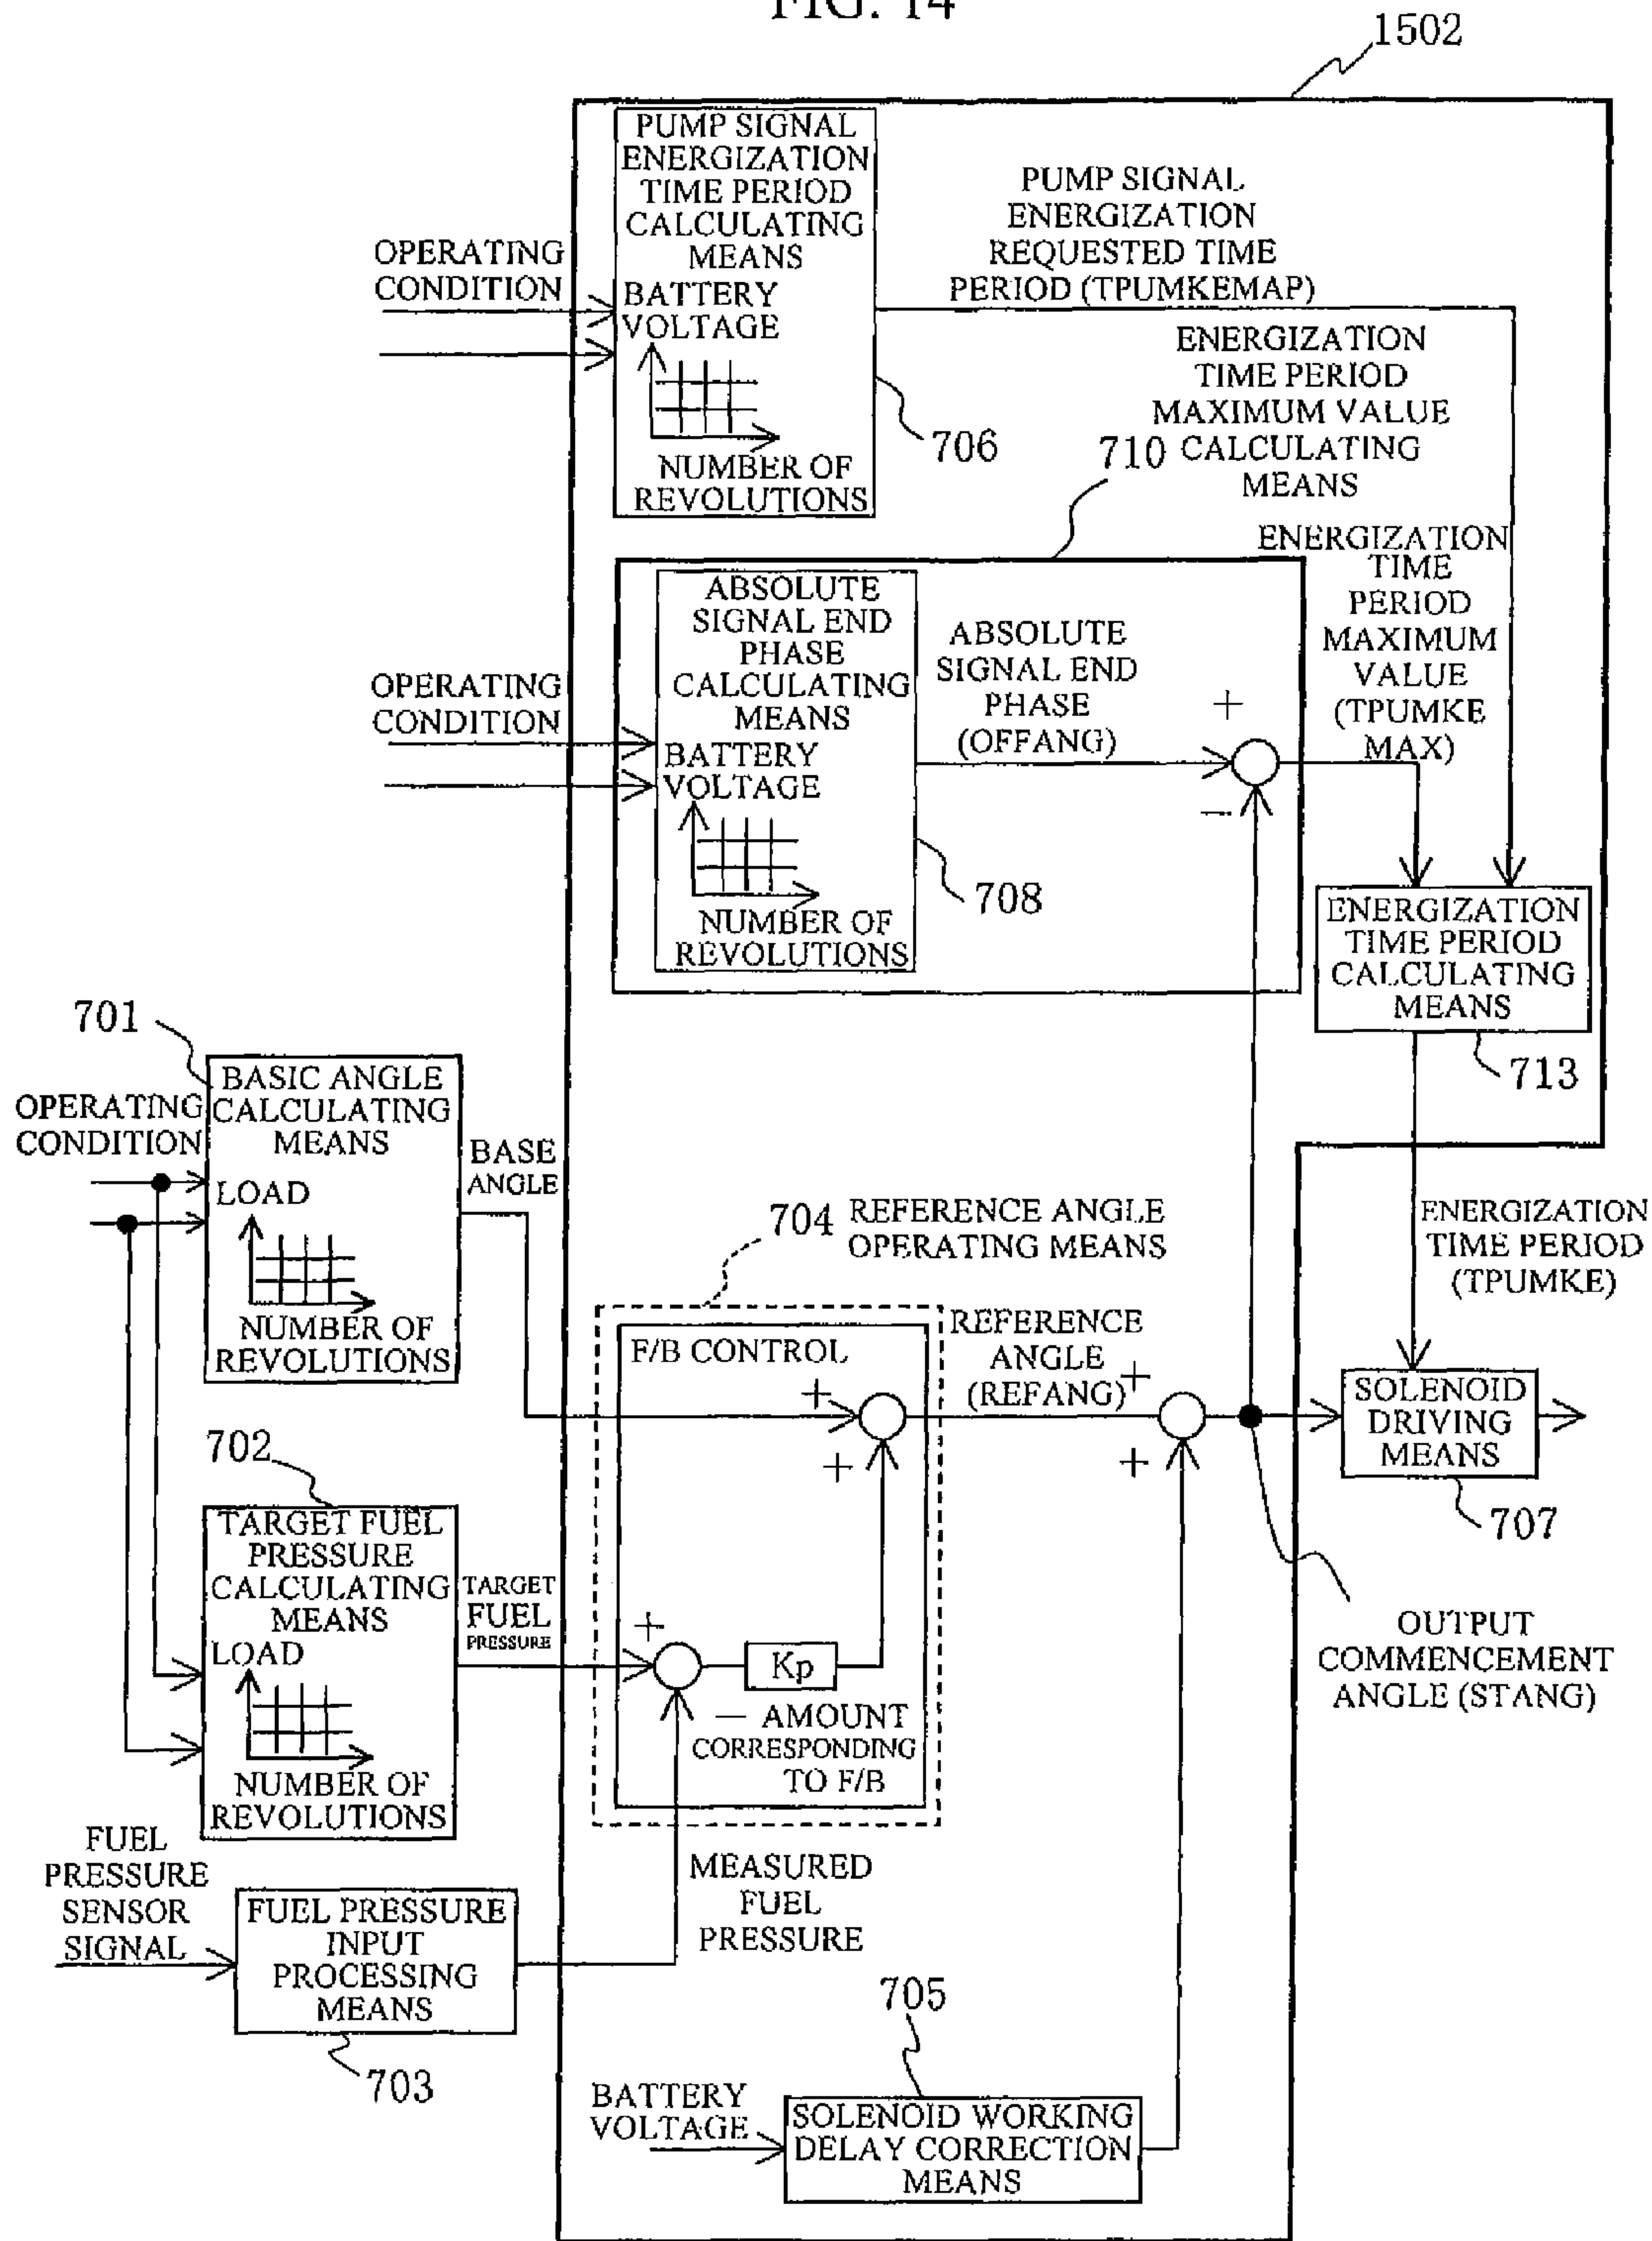 FIG. 14
1502
PUMP SIGNAL
ENERGIZATION
TIME PERIOD
CALCULATING
MEANS
BATTERY
VOLTAGE
NUMBER OF
REVOLUTIONS
OPERATING
CONDITION
PUMP SIGNAL
ENERGIZATION
REQUESTED TIME
PERIOD (TPUMKEMAP)
706
ENERGIZATION
TIME PERIOD
MAXIMUM VALUE
CALCULATING
MEANS
710
ENERGIZATION
TIME
PERIOD
MAXIMUM
VALUE
(TPUMKE
MAX)
ABSOLUTE
SIGNAL END
PHASE
CALCULATING
MEANS
BATTERY
VOLTAGE
NUMBER OF
REVOLUTIONS
OPERATING
CONDITION
ABSOLUTE
SIGNAL END
PHASE
(OFFANG)
+
−
708
ENERGIZATION
TIME PERIOD
CALCULATING
MEANS
713
701
OPERATING
CONDITION
BASIC ANGLE
CALCULATING
MEANS
LOAD
NUMBER OF
REVOLUTIONS
BASE
ANGLE
704 REFERENCE ANGLE
OPERATING MEANS
ENERGIZATION
TIME PERIOD
(TPUMKE)
F/B CONTROL
+
+
REFERENCE
ANGLE
(REFANG)
+
+
SOLENOID
DRIVING
MEANS
707
702
TARGET FUEL
PRESSURE
CALCULATING
MEANS
LOAD
NUMBER OF
REVOLUTIONS
TARGET
FUEL
PRESSURE
+
Kp
− AMOUNT
CORRESPONDING
TO F/B
OUTPUT
COMMENCEMENT
ANGLE (STANG)
FUEL
PRESSURE
SENSOR
SIGNAL
FUEL PRESSURE
INPUT
PROCESSING
MEANS
703
MEASURED
FUEL
PRESSURE
705
BATTERY
VOLTAGE
SOLENOID WORKING
DELAY CORRECTION
MEANS